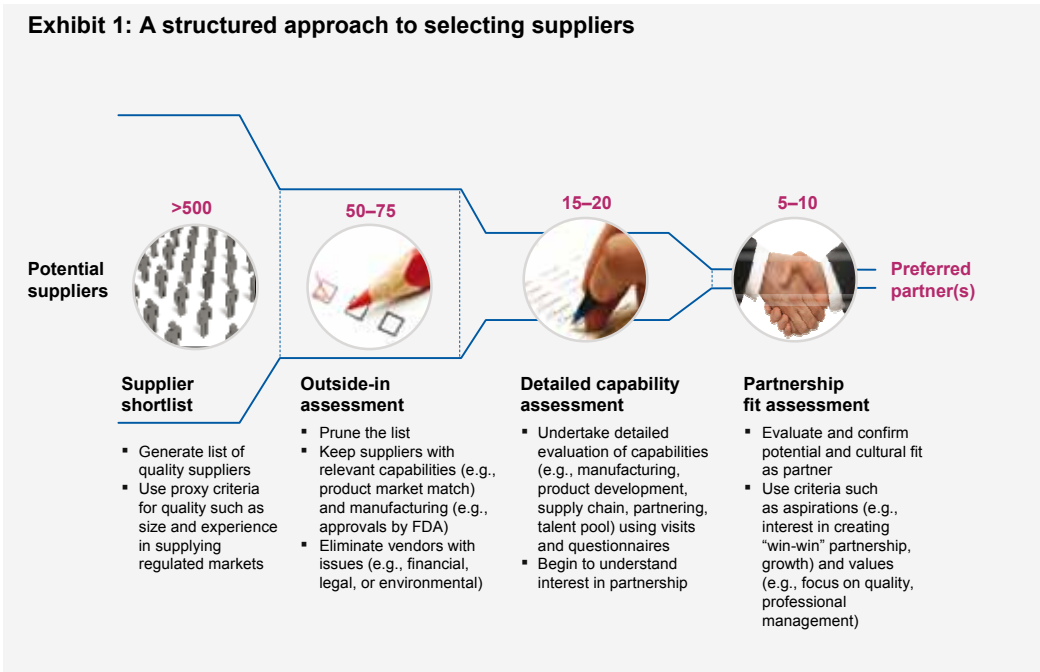 Exhibit 1: A structured approach to selecting suppliers
>500
50–75
15–20
5–10
Potential
suppliers
Preferred
partner(s)
Supplier
shortlist
▪ Generate list of
quality suppliers
▪ Use proxy criteria
for quality such as
size and experience
in supplying
regulated markets
Outside-in
assessment
▪ Prune the list
▪ Keep suppliers with
relevant capabilities (e.g.,
product market match)
and manufacturing (e.g.,
approvals by FDA)
▪ Eliminate vendors with
issues (e.g., financial,
legal, or environmental)
Detailed capability
assessment
▪ Undertake detailed
evaluation of capabilities
(e.g., manufacturing,
product development,
supply chain, partnering,
talent pool) using visits
and questionnaires
▪ Begin to understand
interest in partnership
Partnership
fit assessment
▪ Evaluate and confirm
potential and cultural fit
as partner
▪ Use criteria such
as aspirations (e.g.,
interest in creating
“win-win” partnership,
growth) and values
(e.g., focus on quality,
professional
management)